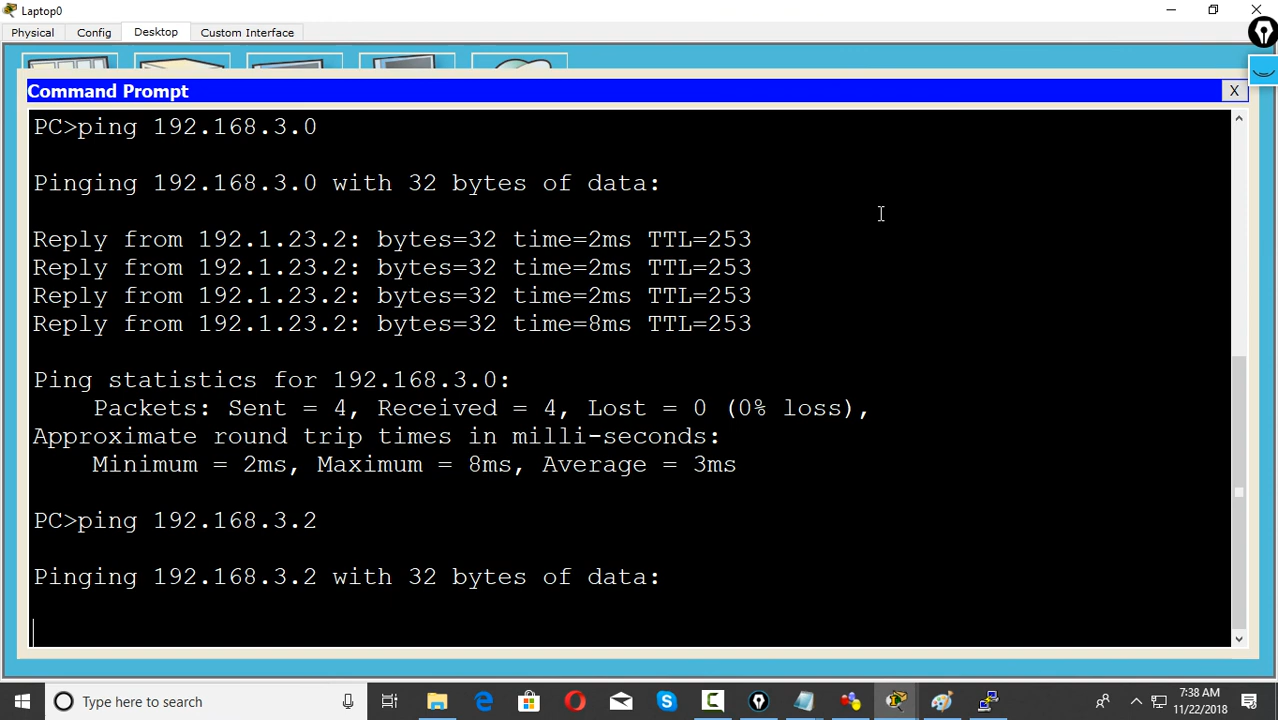 Laptop0
Physical Config Desktop Custom Interface
Command Prompt
X
PC>ping 192.168.3.0
Pinging 192.168.3.0 with 32 bytes of data:
Reply from 192.1.23.2: bytes=32 time=2ms TTL=253
Reply from 192.1.23.2: bytes=32 time=2ms TTL=253
Reply from 192.1.23.2: bytes=32 time=2ms TTL=253
Reply from 192.1.23.2: bytes=32 time=8ms TTL=253
Ping statistics for 192.168.3.0:
Packets: Sent = 4, Received = 4, Lost = 0 (0% loss),
Approximate round trip times in milli-seconds:
Minimum = 2ms, Maximum = 8ms, Average = 3ms
PC>ping 192.168.3.2
Pinging 192.168.3.2 with 32 bytes of data:
Type here to search
7:38 AM
11/22/2018